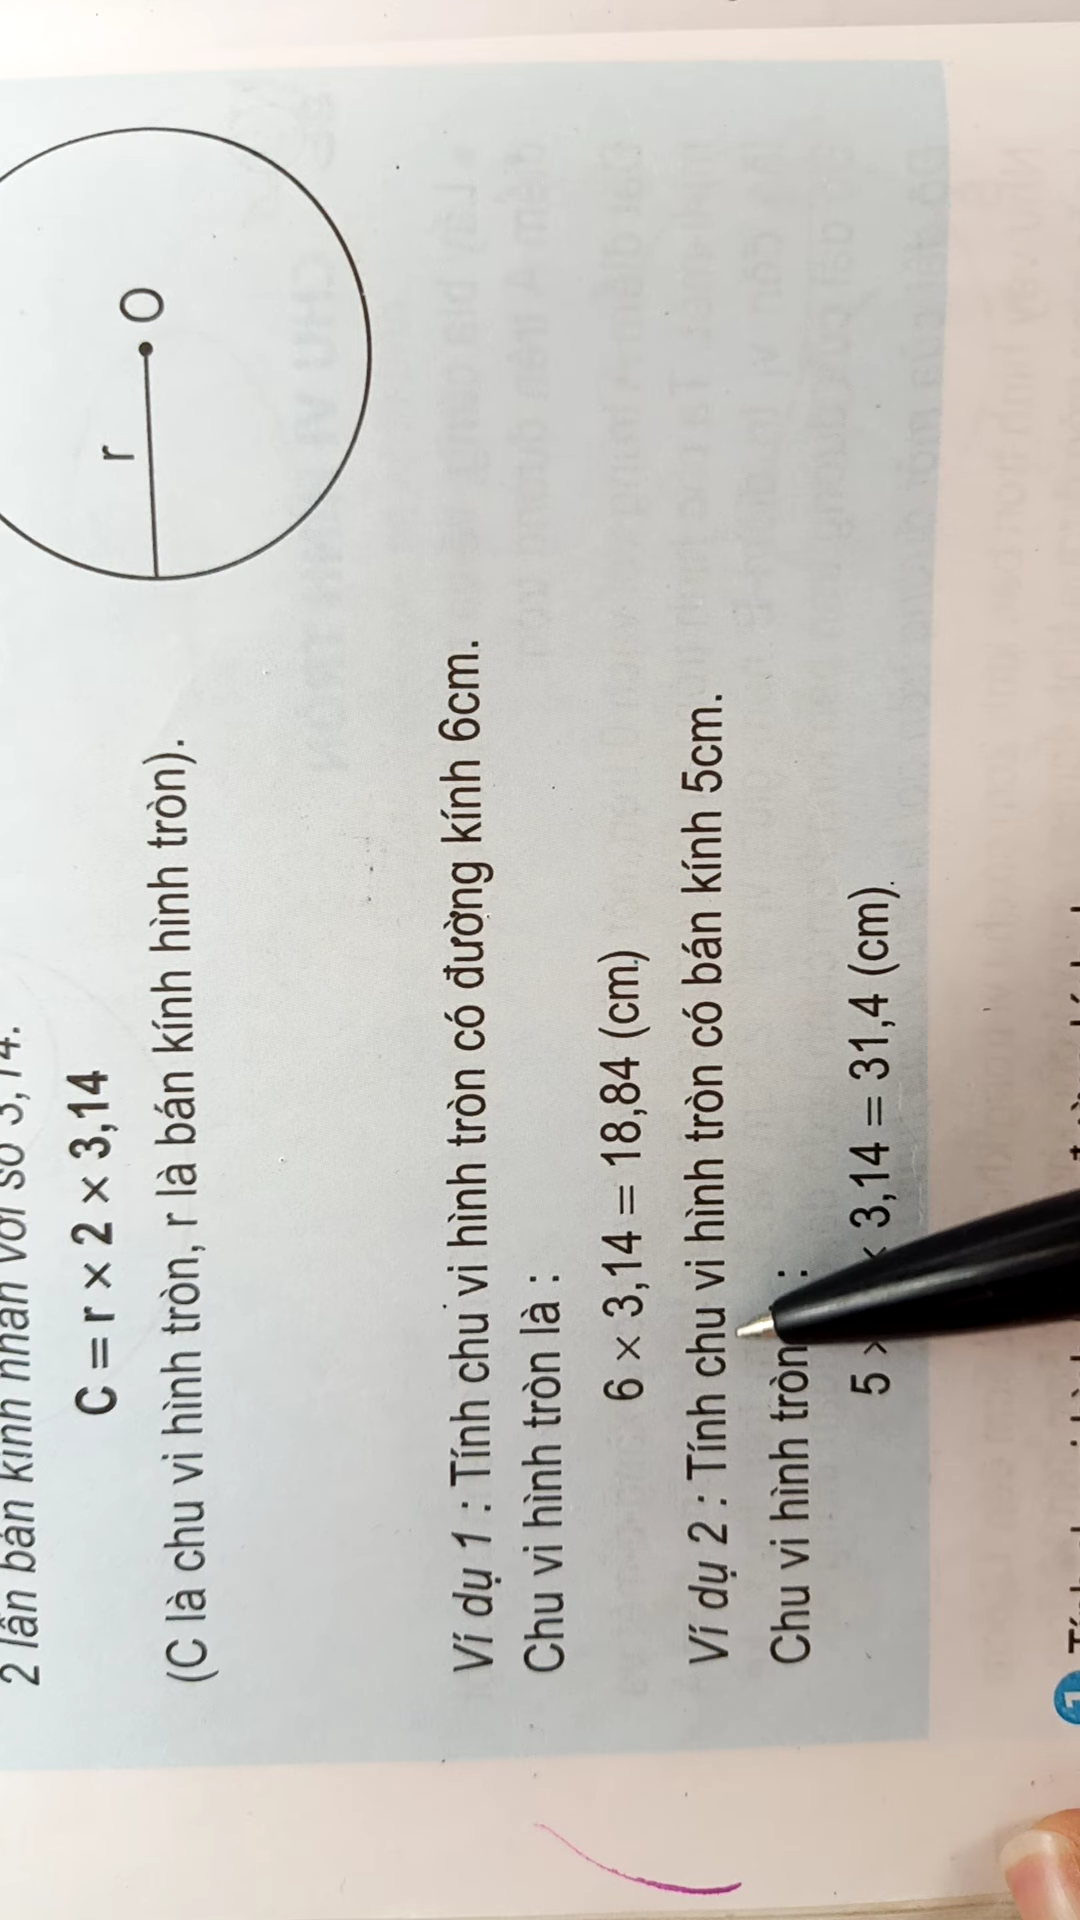 2 lần bán kính nhân với số 3,14.
C = r × 2 × 3,14
(C là chu vi hình tròn, r là bán kính hình tròn).
r
O
Ví dụ 1 : Tính chu vi hình tròn có đường kính 6cm.
Chu vi hình tròn là :
6 × 3,14 = 18,84 (cm)
Ví dụ 2 : Tính chu vi hình tròn có bán kính 5cm.
Chu vi hình tròn :
5 × × 3,14 = 31,4 (cm).
1